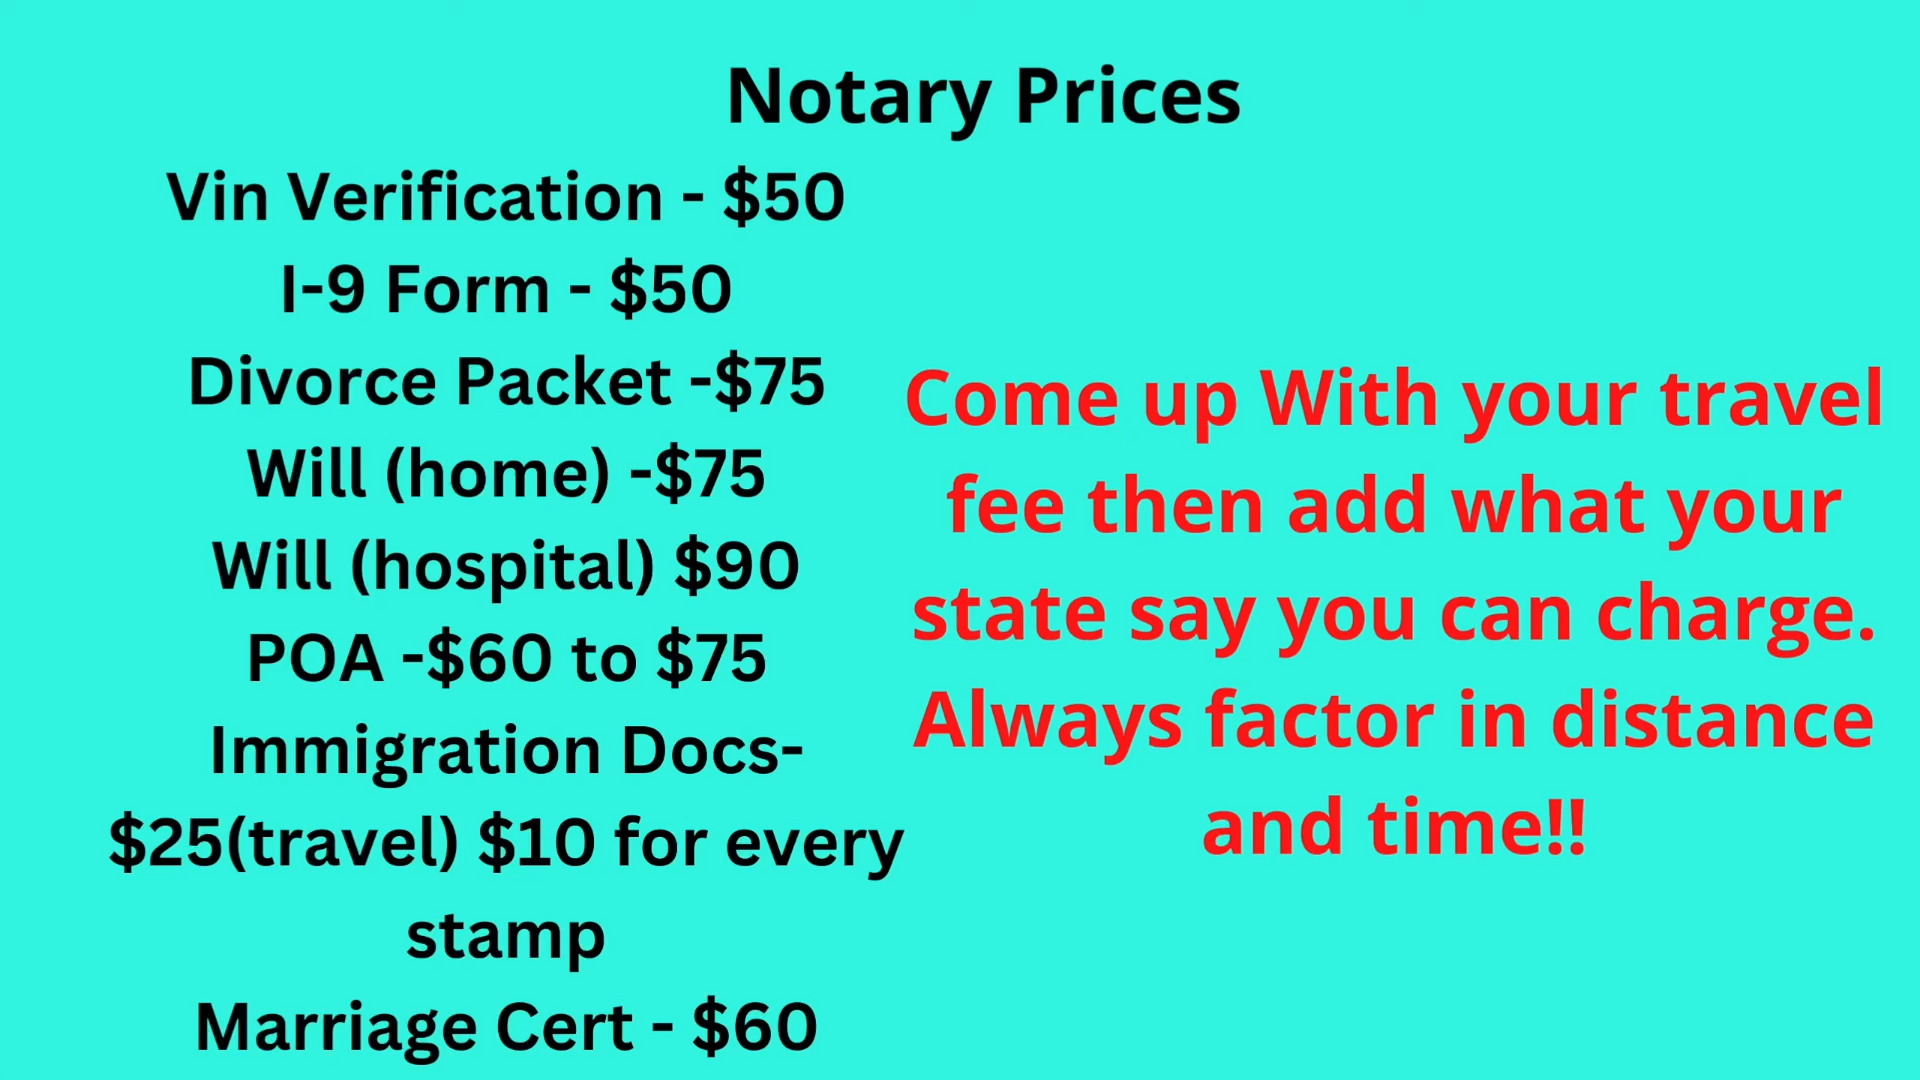 Notary Prices
Vin Verification - $50
I-9 Form - $50
Divorce Packet -$75
Will (home) -$75
Will (hospital) $90
POA -$60 to $75
Immigration Docs-
$25(travel) $10 for every
stamp
Marriage Cert - $60
Come up With your travel
fee then add what your
state say you can charge.
Always factor in distance
and time!!